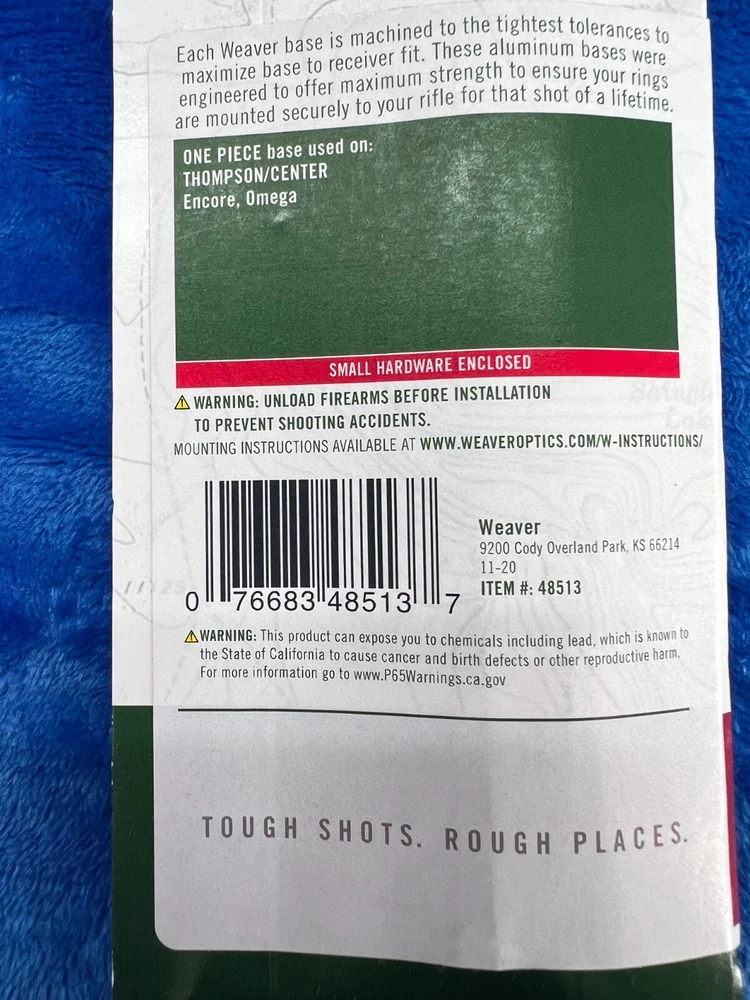 Each Weaver base is machined to the tightest tolerances to
maximize base to receiver fit. These aluminum bases were
engineered to offer maximum strength to ensure your rings
are mounted securely to your rifle for that shot of a lifetime.
ONE PIECE base used on:
THOMPSON/CENTER
Encore, Omega
SMALL HARDWARE ENCLOSED
WARNING: UNLOAD FIREARMS BEFORE INSTALLATION
TO PREVENT SHOOTING ACCIDENTS.
MOUNTING INSTRUCTIONS AVAILABLE AT WWW.WEAVEROPTICS.COM/W-INSTRUCTIONS/
0 76683 48513 7
Weaver
9200 Cody Overland Park, KS 66214
11-20
ITEM #: 48513
WARNING: This product can expose you to chemicals including lead, which is known to
the State of California to cause cancer and birth defects or other reproductive harm.
For more information go to www.P65Warnings.ca.gov
TOUGH SHOTS. ROUGH PLACES.